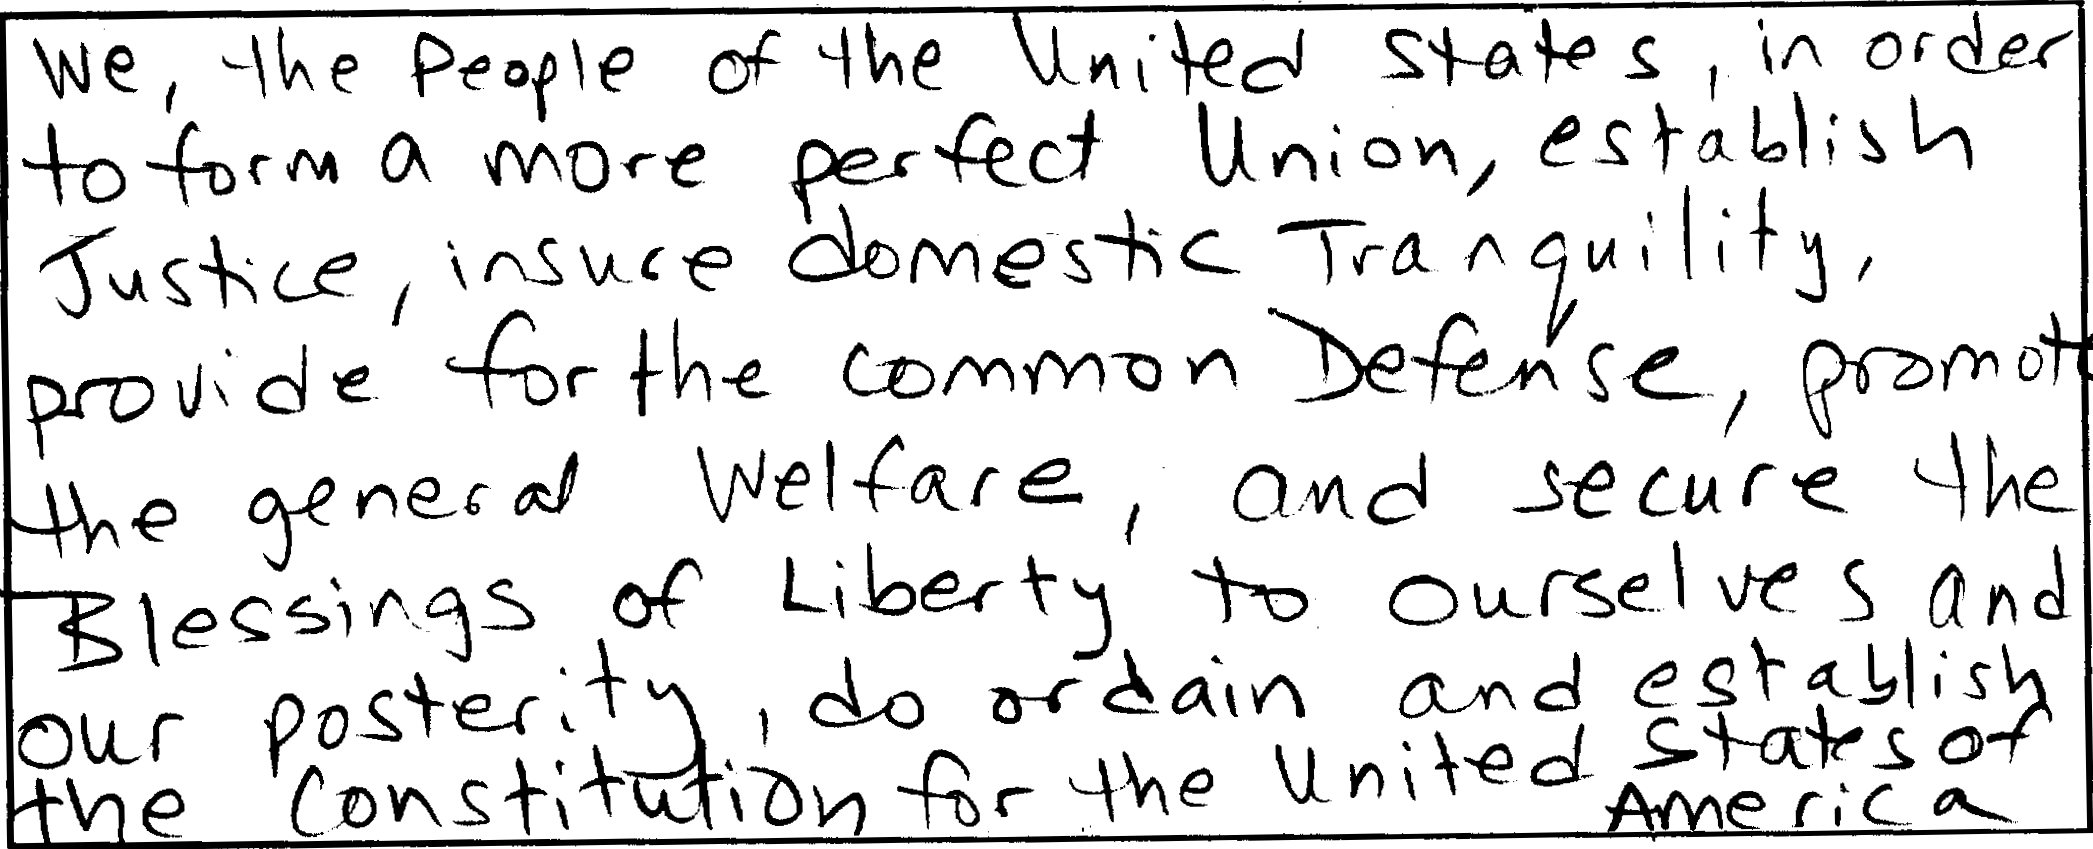 We, the People of the United States, in order
to form a more perfect Union, establish
Justice, insure domestic Tranquility,
provide for the common Defense, promote
the general Welfare, and secure the
Blessings of Liberty to ourselves and
our posterity, do ordain and establish
the Constitution for the United States of
America